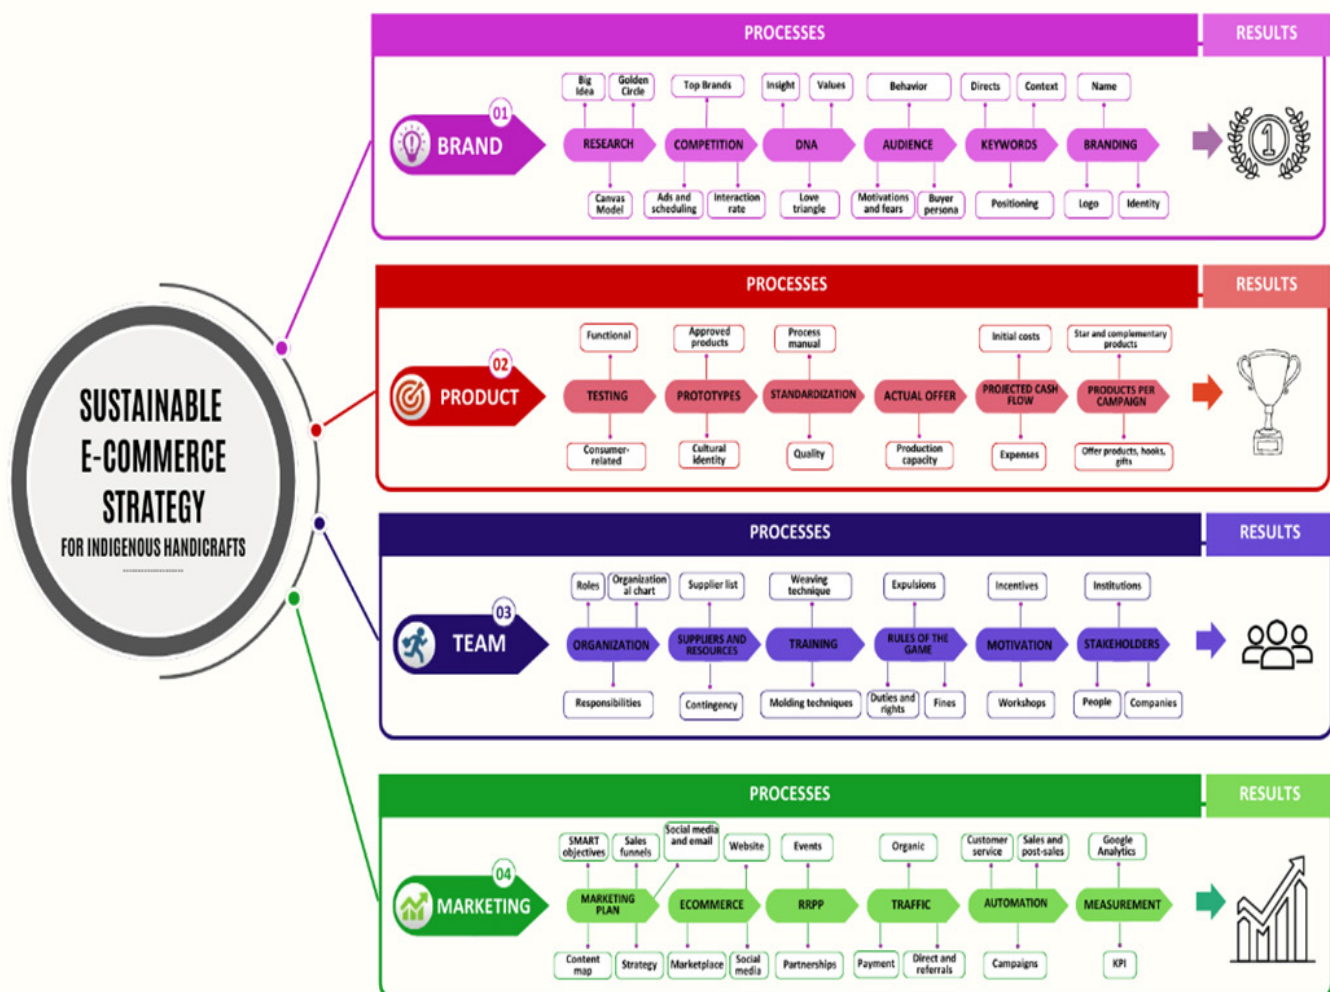 SUSTAINABLE
E-COMMERCE
STRATEGY
FOR INDIGENOUS HANDICRAFTS
PROCESSES
RESULTS
Big
Idea
Golden
Circle
Top Brands
Insight
Values
Behavior
Directs
Context
Name
01
BRAND
RESEARCH
COMPETITION
DNA
AUDIENCE
KEYWORDS
BRANDING
1
Canvas
Model
Ads and
scheduling
Interaction
rate
Love
triangle
Motivations
and fears
Buyer
persona
Positioning
Logo
Identity
PROCESSES
RESULTS
Functional
Approved
products
Process
manual
Initial costs
Star and complementary
products
02
PRODUCT
TESTING
PROTOTYPES
STANDARDIZATION
ACTUAL OFFER
PROJECTED CASH
FLOW
PRODUCTS PER
CAMPAIGN
Consumer-
related
Cultural
identity
Quality
Production
capacity
Expenses
Offer products, hooks,
gifts
PROCESSES
RESULTS
Roles
Organization
al chart
Supplier list
Weaving
technique
Expulsions
Incentives
Institutions
03
TEAM
ORGANIZATION
SUPPLIERS AND
RESOURCES
TRAINING
RULES OF THE
GAME
MOTIVATION
STAKEHOLDERS
Responsibilities
Contingency
Molding techniques
Duties and
rights
Fines
Workshops
People
Companies
PROCESSES
RESULTS
SMART
objectives
Sales
funnels
Social media
and email
Website
Events
Organic
Customer
service
Sales and
post-sales
Google
Analytics
04
MARKETING
MARKETING
PLAN
ECOMMERCE
RRPP
TRAFFIC
AUTOMATION
MEASUREMENT
Content
map
Strategy
Marketplace
Social
media
Partnerships
Payment
Direct and
referrals
Campaigns
KPI